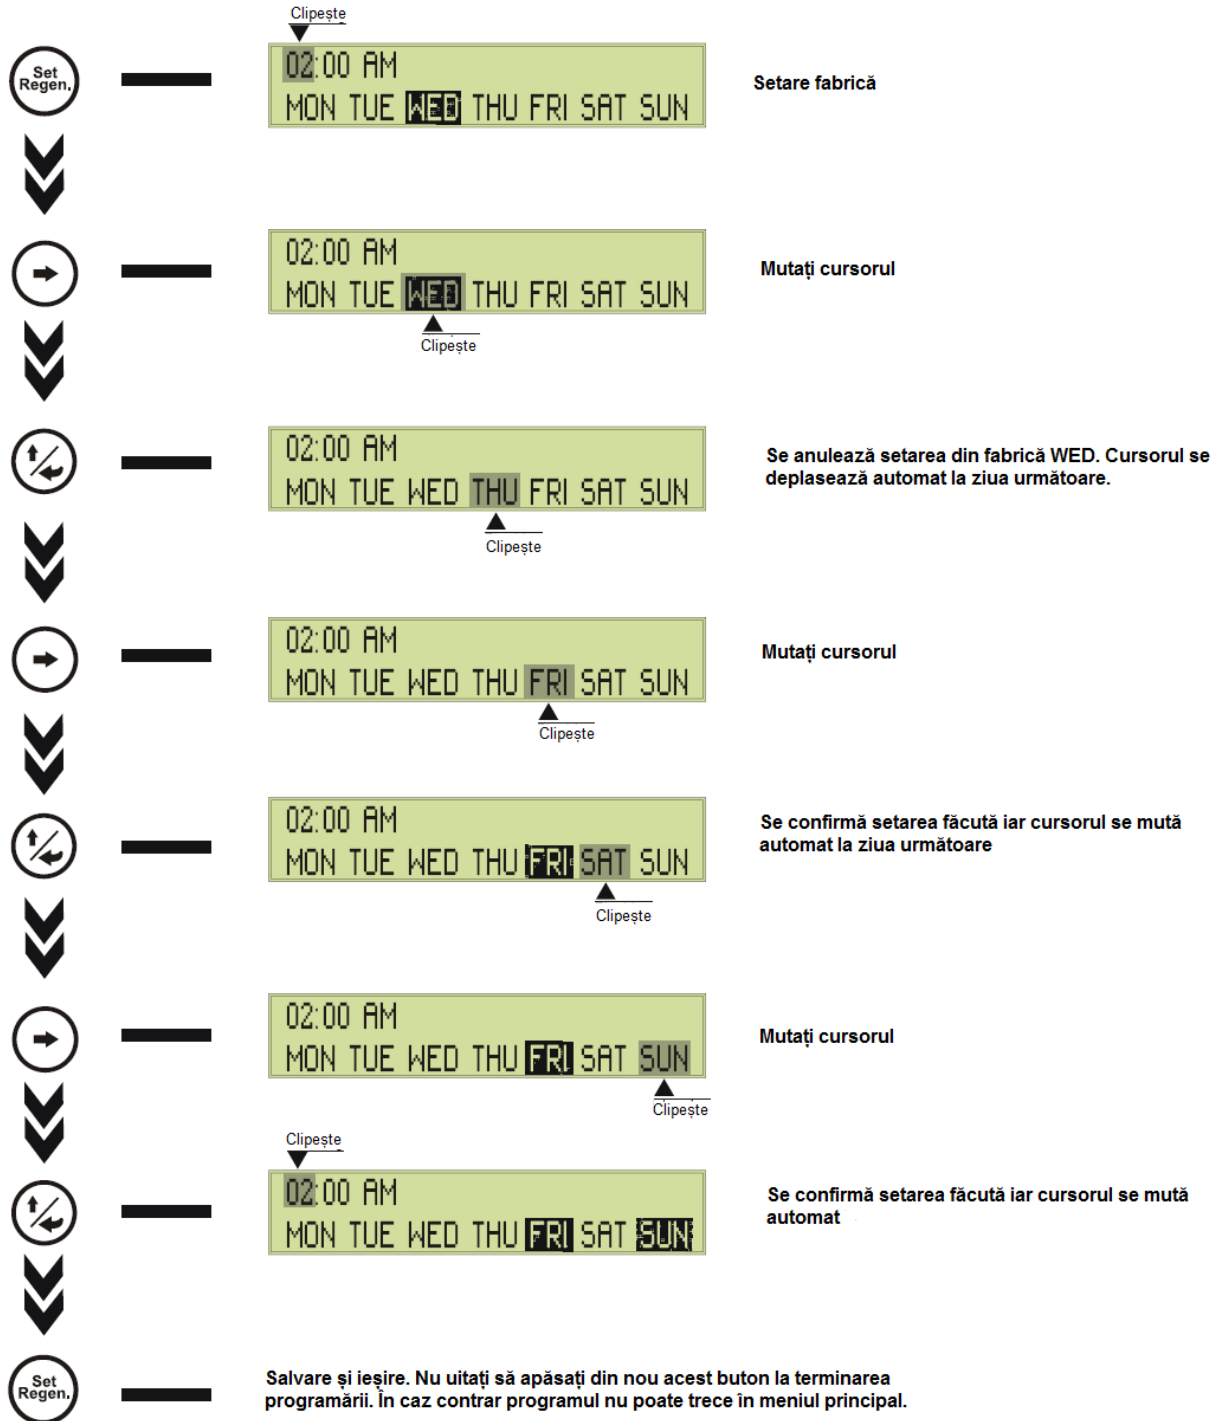 Clipește
Set
Regen.
02:00 AM
MON TUE WED THU FRI SAT SUN
Setare fabrică
02:00 AM
MON TUE WED THU FRI SAT SUN
Clipește
Mutați cursorul
02:00 AM
MON TUE WED THU FRI SAT SUN
Clipește
Se anulează setarea din fabrică WED. Cursorul se
deplasează automat la ziua următoare.
02:00 AM
MON TUE WED THU FRI SAT SUN
Clipește
Mutați cursorul
02:00 AM
MON TUE WED THU FRI SAT SUN
Clipește
Se confirmă setarea făcută iar cursorul se mută
automat la ziua următoare
02:00 AM
MON TUE WED THU FRI SAT SUN
Clipește
Mutați cursorul
Clipește
02:00 AM
MON TUE WED THU FRI SAT SUN
Se confirmă setarea făcută iar cursorul se mută
automat
Set
Regen.
Salvare și ieșire. Nu uitați să apăsați din nou acest buton la terminarea
programării. În caz contrar programul nu poate trece în meniul principal.